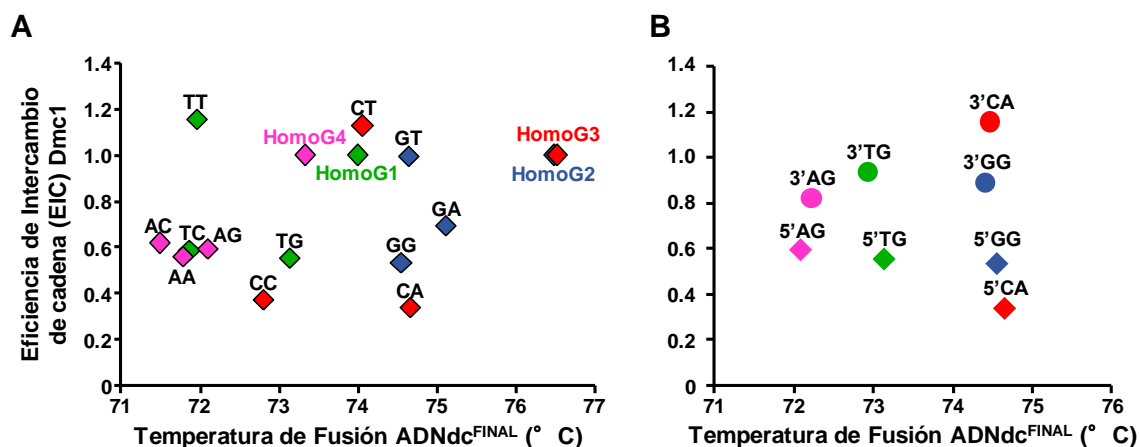 A
Eficiencia de Intercambio
de cadena (EIC) Dmc1
1.4
1.2
1.0
0.8
0.6
0.4
0.2
0
TT
CT
HomoG4
GT
HomoG3
HomoG1
HomoG2
GA
AC
TC
AG
TG
GG
AA
CC
CA
71 72 73 74 75 76 77
Temperatura de Fusión ADNdcFINAL (° C)
B
1.4
1.2
1.0
0.8
0.6
0.4
0.2
0
3’CA
3’TG
3’GG
3’AG
5’AG
5’TG
5’GG
5’CA
71 72 73 74 75 76
Temperatura de Fusión ADNdcFINAL (° C)